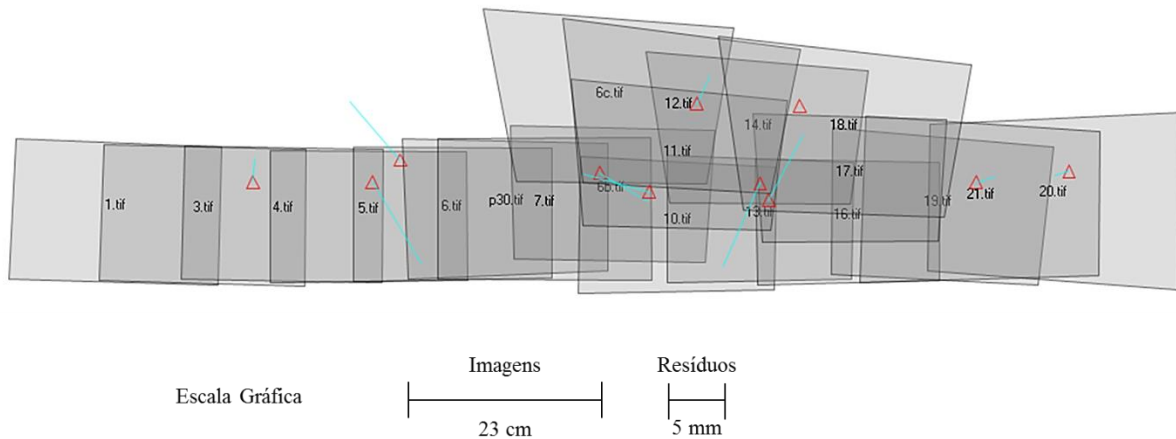 6c.tif
12.tif
14.tif
18.tif
11.tif
17.tif
6b.tif
21.tif
20.tif
1.tif
3.tif
4.tif
5.tif
6.tif
p30.tif
7.tif
10.tif
13.tif
16.tif
19.tif
Imagens
Resíduos
Escala Gráfica
23 cm
5 mm